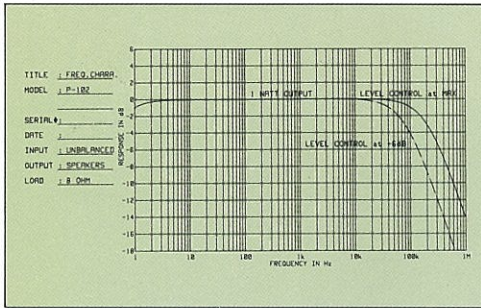 TITLE : FREQ.CHARA.
MODEL : P-102
SERIAL#:
DATE :
INPUT : UNBALANCED
OUTPUT : SPEAKERS
LOAD : 8 OHM
RESPONSE IN dB
6
4
2
0
-2
-4
-6
-8
-10
-12
-14
-16
-18
1 WATT OUTPUT
LEVEL CONTROL at MAX
LEVEL CONTROL at -6dB
1
10
100
1k
10k
100k
1M
FREQUENCY IN Hz